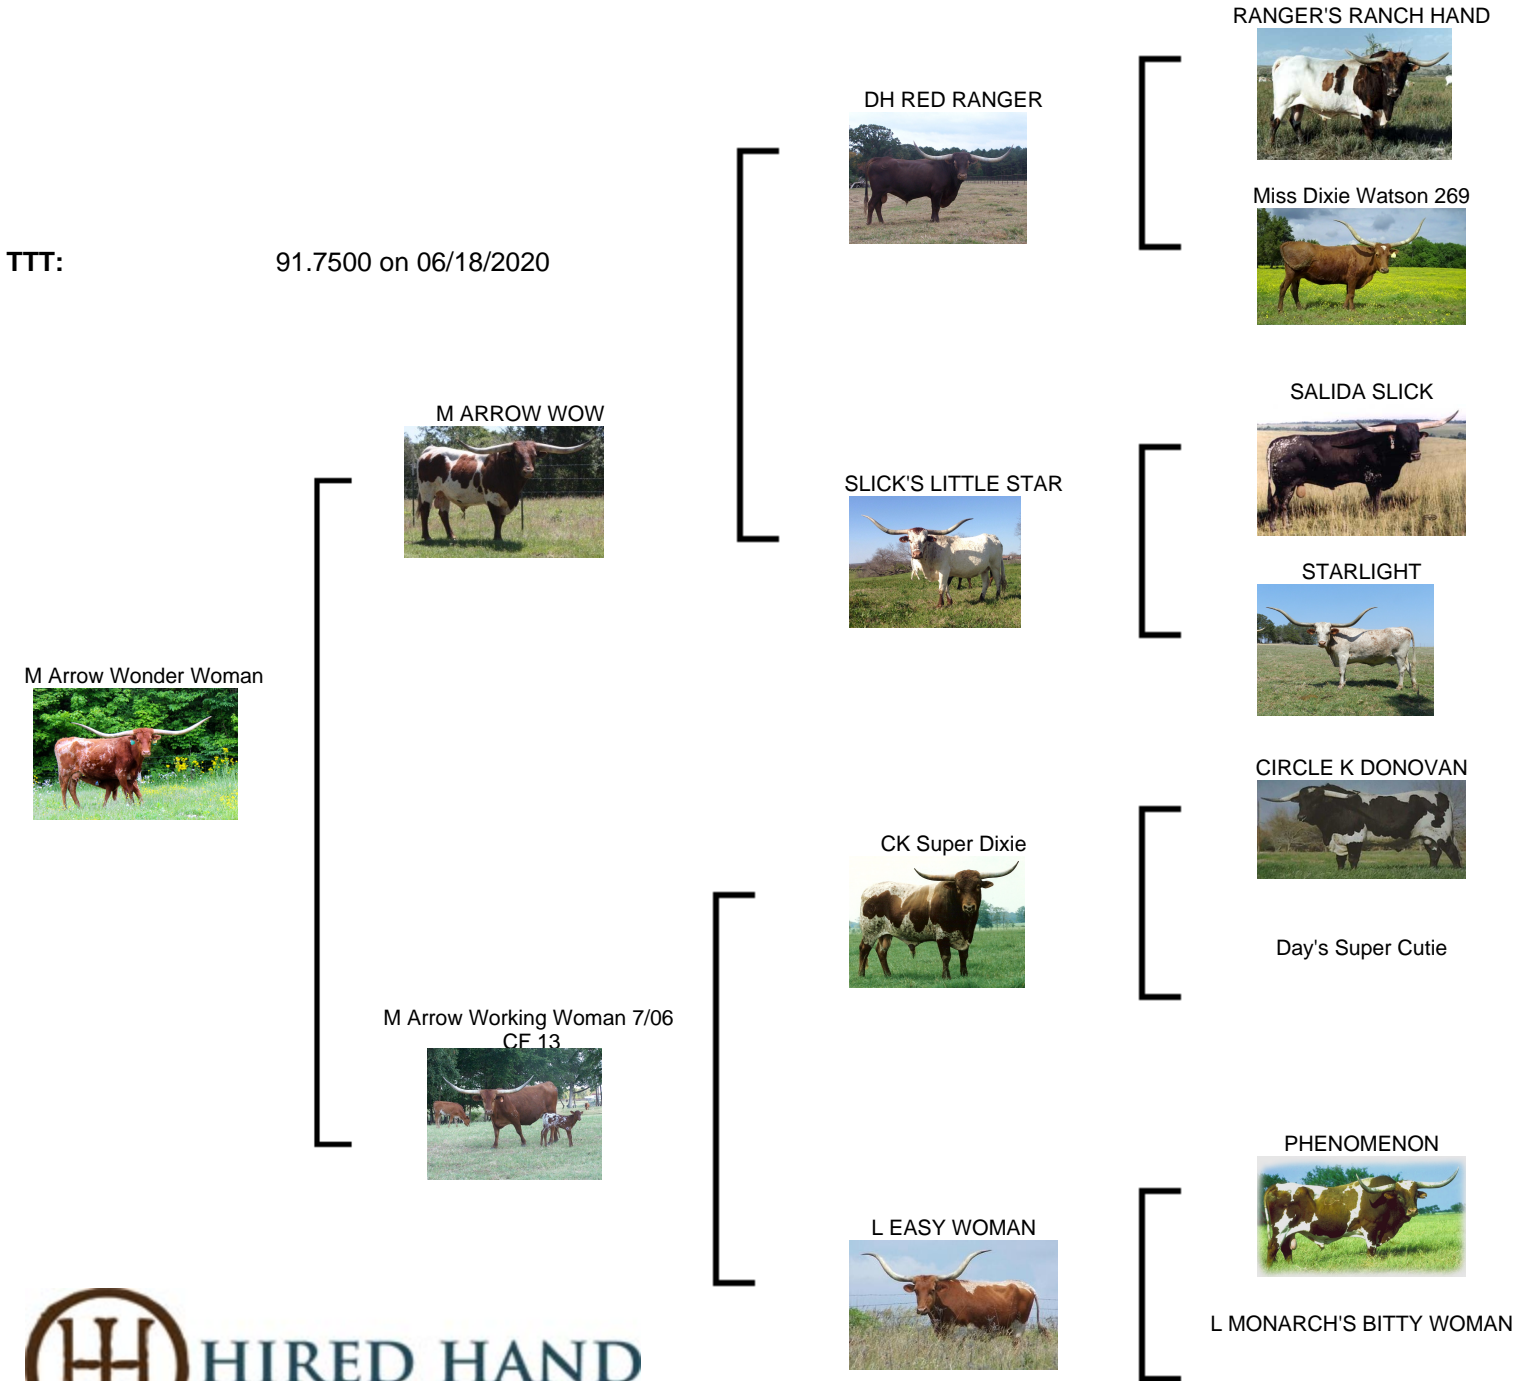 RANGER'S RANCH HAND
DH RED RANGER
Miss Dixie Watson 269
TTT: 91.7500 on 06/18/2020
SALIDA SLICK
M ARROW WOW
SLICK'S LITTLE STAR
STARLIGHT
M Arrow Wonder Woman
CIRCLE K DONOVAN
CK Super Dixie
Day's Super Cutie
M Arrow Working Woman 7/06
CF 13
PHENOMENON
L EASY WOMAN
L MONARCH'S BITTY WOMAN
HIRED HAND